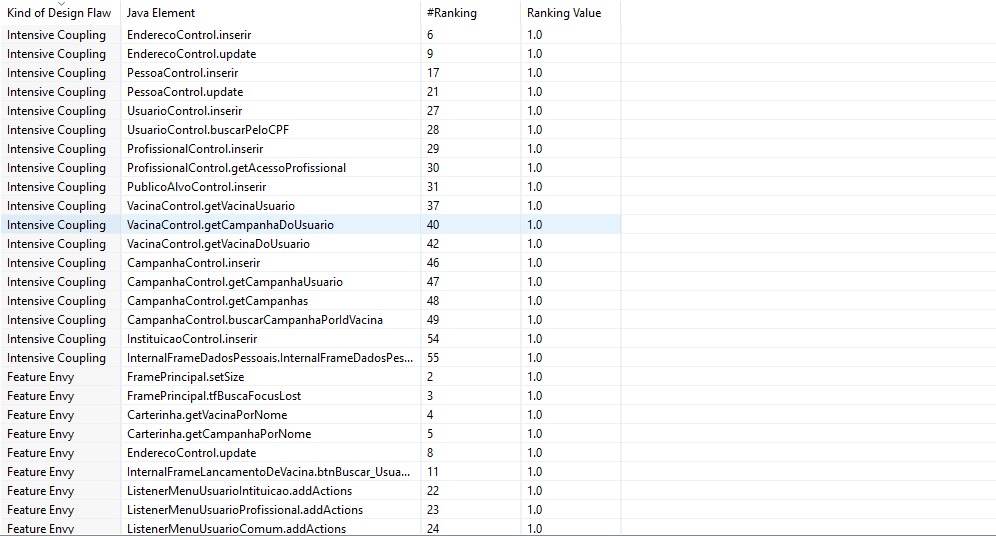 Kind of Design Flaw Java Element #Ranking Ranking Value
Intensive Coupling EnderecoControl.inserir 6 1.0
Intensive Coupling EnderecoControl.update 9 1.0
Intensive Coupling PessoaControl.inserir 17 1.0
Intensive Coupling PessoaControl.update 21 1.0
Intensive Coupling UsuarioControl.inserir 27 1.0
Intensive Coupling UsuarioControl.buscarPeloCPF 28 1.0
Intensive Coupling ProfissionalControl.inserir 29 1.0
Intensive Coupling ProfissionalControl.getAcessoProfissional 30 1.0
Intensive Coupling PublicoAlvoControl.inserir 31 1.0
Intensive Coupling VacinaControl.getVacinaUsuario 37 1.0
Intensive Coupling VacinaControl.getCampanhaDoUsuario 40 1.0
Intensive Coupling VacinaControl.getVacinaDoUsuario 42 1.0
Intensive Coupling CampanhaControl.inserir 46 1.0
Intensive Coupling CampanhaControl.getCampanhaUsuario 47 1.0
Intensive Coupling CampanhaControl.getCampanhas 48 1.0
Intensive Coupling CampanhaControl.buscarCampanhaPorIdVacina 49 1.0
Intensive Coupling InstituicaoControl.inserir 54 1.0
Intensive Coupling InternalFrameDadosPessoais.InternalFrameDadosPes... 55 1.0
Feature Envy FramePrincipal.setSize 2 1.0
Feature Envy FramePrincipal.tfBuscaFocusLost 3 1.0
Feature Envy Carterinha.getVacinaPorNome 4 1.0
Feature Envy Carterinha.getCampanhaPorNome 5 1.0
Feature Envy EnderecoControl.update 8 1.0
Feature Envy InternalFrameLancamentoDeVacina.btnBuscar_Usua... 11 1.0
Feature Envy ListenerMenuUsuarioIntituicao.addActions 22 1.0
Feature Envy ListenerMenuUsuarioProfissional.addActions 23 1.0
Feature Envy ListenerMenuUsuarioComum.addActions 24 1.0